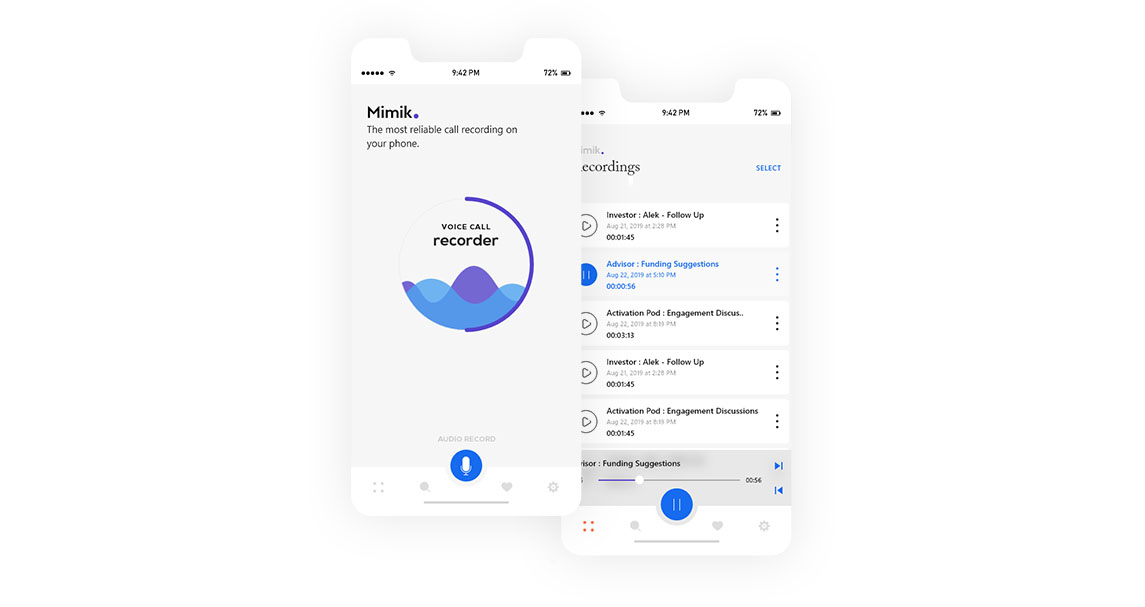 9:42 PM
72%
Mimik.
The most reliable call recording on
your phone.
VOICE CALL
recorder
AUDIO RECORD
9:42 PM
72%
imik.
ecordings
SELECT
Investor : Alek - Follow Up
Aug 21, 2019 at 2:28 PM
00:01:45
Advisor : Funding Suggestions
Aug 22, 2019 at 5:10 PM
00:00:56
Activation Pod : Engagement Discus..
Aug 22, 2019 at 8:19 PM
00:03:13
Investor : Alek - Follow Up
Aug 21, 2019 at 2:28 PM
00:01:45
Activation Pod : Engagement Discussions
Aug 22, 2019 at 8:19 PM
00:01:45
isor : Funding Suggestions
00:56